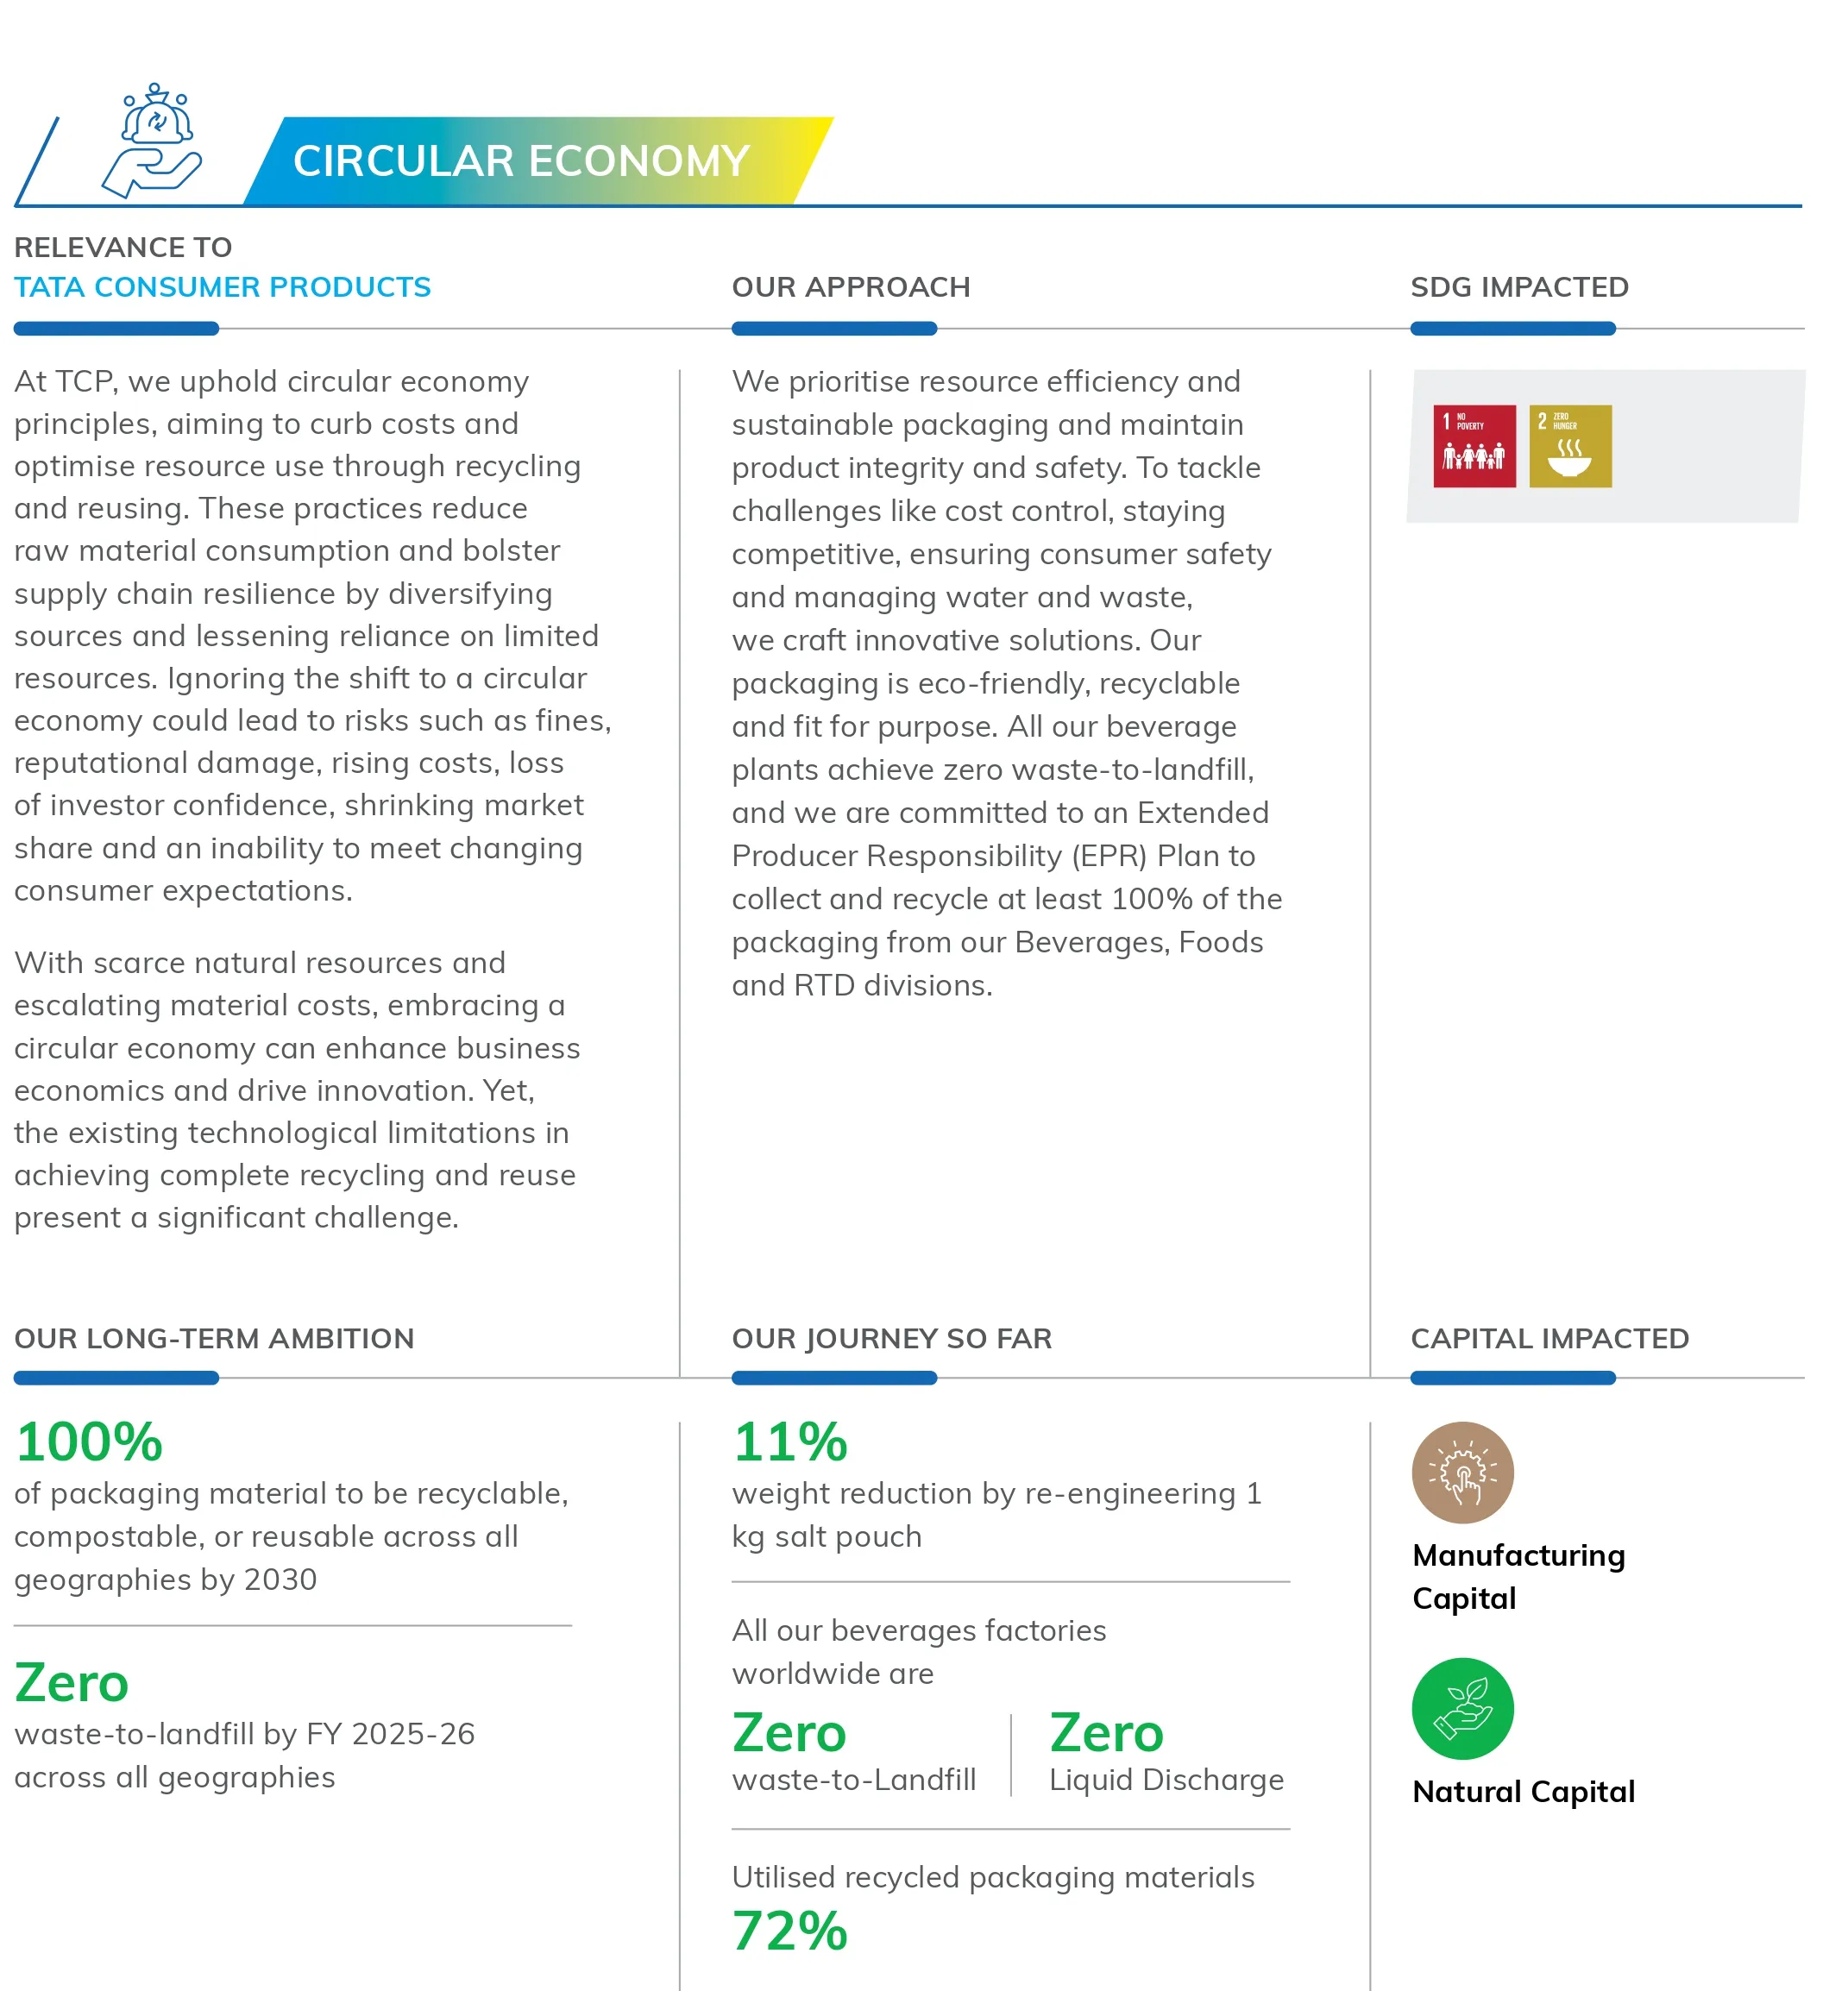 CIRCULAR ECONOMY
RELEVANCE TO
TATA CONSUMER PRODUCTS
At TCP, we uphold circular economy
principles, aiming to curb costs and
optimise resource use through recycling
and reusing. These practices reduce
raw material consumption and bolster
supply chain resilience by diversifying
sources and lessening reliance on limited
resources. Ignoring the shift to a circular
economy could lead to risks such as fines,
reputational damage, rising costs, loss
of investor confidence, shrinking market
share and an inability to meet changing
consumer expectations.
With scarce natural resources and
escalating material costs, embracing a
circular economy can enhance business
economics and drive innovation. Yet,
the existing technological limitations in
achieving complete recycling and reuse
present a significant challenge.
OUR APPROACH
We prioritise resource efficiency and
sustainable packaging and maintain
product integrity and safety. To tackle
challenges like cost control, staying
competitive, ensuring consumer safety
and managing water and waste,
we craft innovative solutions. Our
packaging is eco-friendly, recyclable
and fit for purpose. All our beverage
plants achieve zero waste-to-landfill,
and we are committed to an Extended
Producer Responsibility (EPR) Plan to
collect and recycle at least 100% of the
packaging from our Beverages, Foods
and RTD divisions.
SDG IMPACTED
1 NO
POVERTY
2 ZERO
HUNGER
OUR LONG-TERM AMBITION
100%
of packaging material to be recyclable,
compostable, or reusable across all
geographies by 2030
Zero
waste-to-landfill by FY 2025-26
across all geographies
OUR JOURNEY SO FAR
11%
weight reduction by re-engineering 1
kg salt pouch
All our beverages factories
worldwide are
Zero
waste-to-Landfill
Zero
Liquid Discharge
Utilised recycled packaging materials
72%
CAPITAL IMPACTED
Manufacturing
Capital
Natural Capital